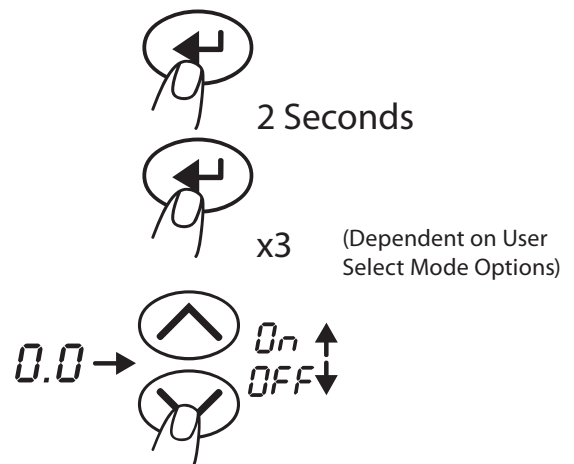 2 Seconds
x3
(Dependent on User
Select Mode Options)
0.0
On
OFF